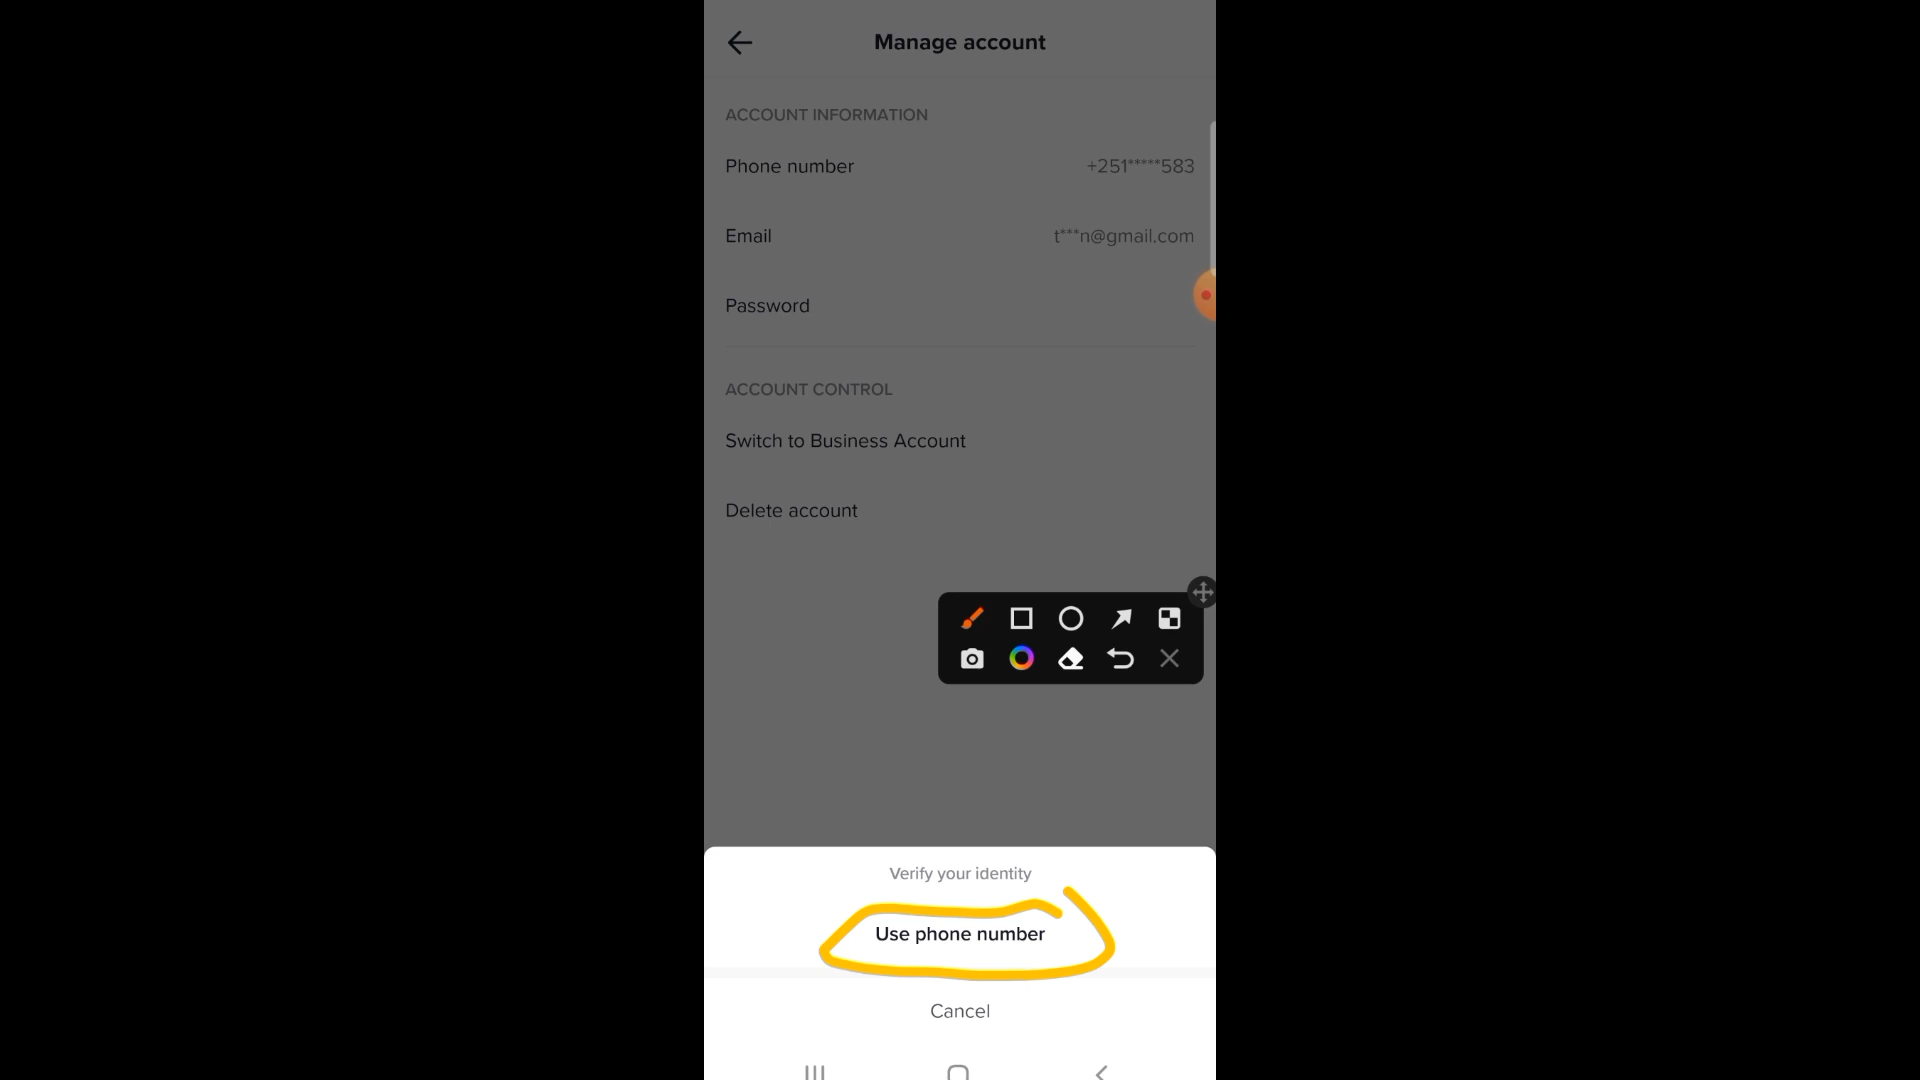 Manage account
ACCOUNT INFORMATION
Phone number +251*****583
Email t***n@gmail.com
Password
ACCOUNT CONTROL
Switch to Business Account
Delete account
Verify your identity
Use phone number
Cancel